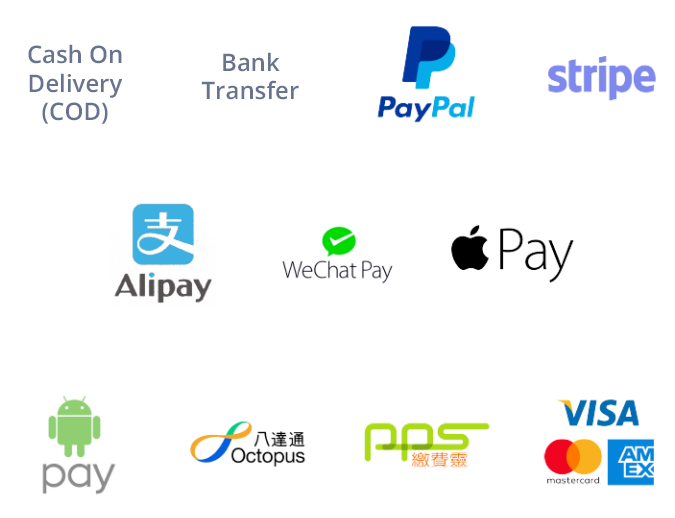 Cash On
Delivery
(COD)
Bank
Transfer
PayPal
stripe
支
Alipay
WeChat Pay
Pay
pay
八達通
Octopus
PPS
繳費靈
VISA
mastercard
AM
EX